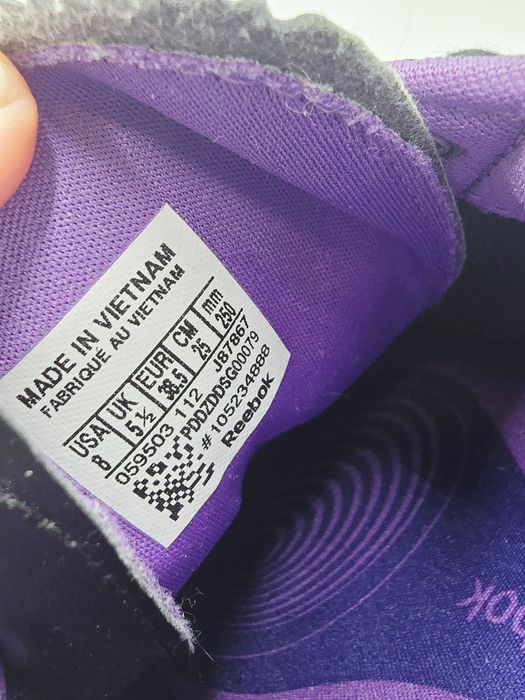 MADE IN VIETNAM
FABRIQUE AU VIETNAM
USA UK EUR CM mm
8 5½ 38.5 25 250
059503 112 J87867
PDDZDDSG00079
#105234888
Reebok